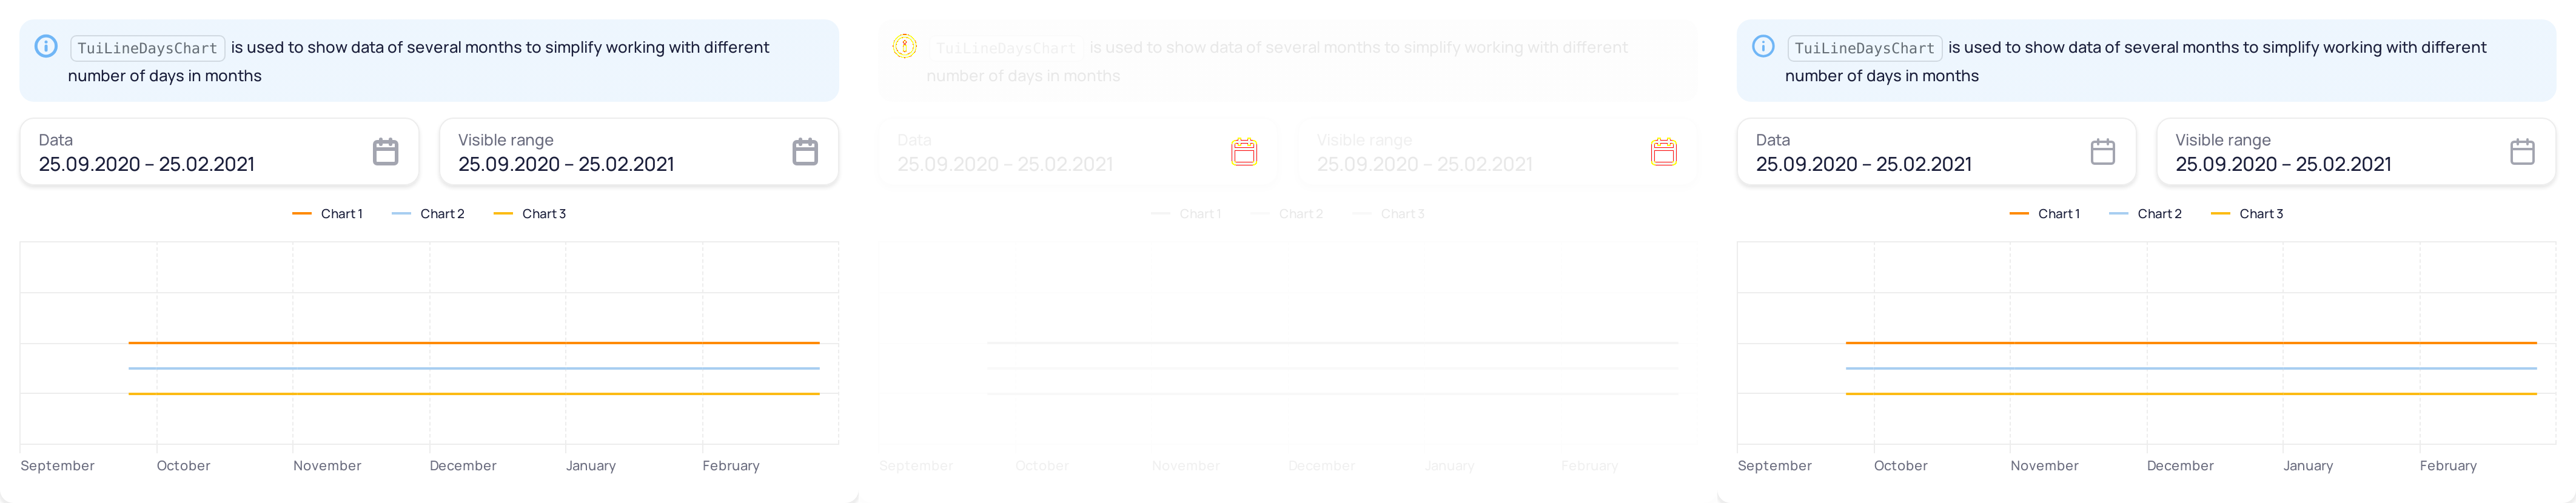 TuiLineDaysChart is used to show data of several months to simplify working with different
number of days in months
Data
25.09.2020 – 25.02.2021
Visible range
25.09.2020 – 25.02.2021
Chart 1
Chart 2
Chart 3
September
October
November
December
January
February
TuiLineDaysChart is used to show data of several months to simplify working with different
number of days in months
Data
25.09.2020 – 25.02.2021
Visible range
25.09.2020 – 25.02.2021
Chart 1
Chart 2
Chart 3
September
October
November
December
January
February
TuiLineDaysChart is used to show data of several months to simplify working with different
number of days in months
Data
25.09.2020 – 25.02.2021
Visible range
25.09.2020 – 25.02.2021
Chart 1
Chart 2
Chart 3
September
October
November
December
January
February